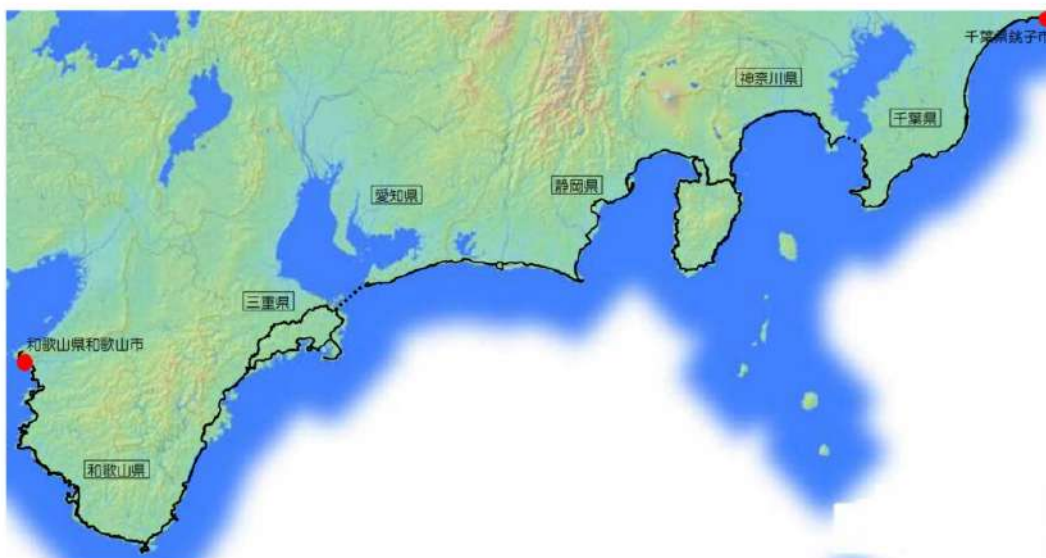 千葉県銚子市
神奈川県
千葉県
静岡県
愛知県
三重県
和歌山県和歌山市
和歌山県